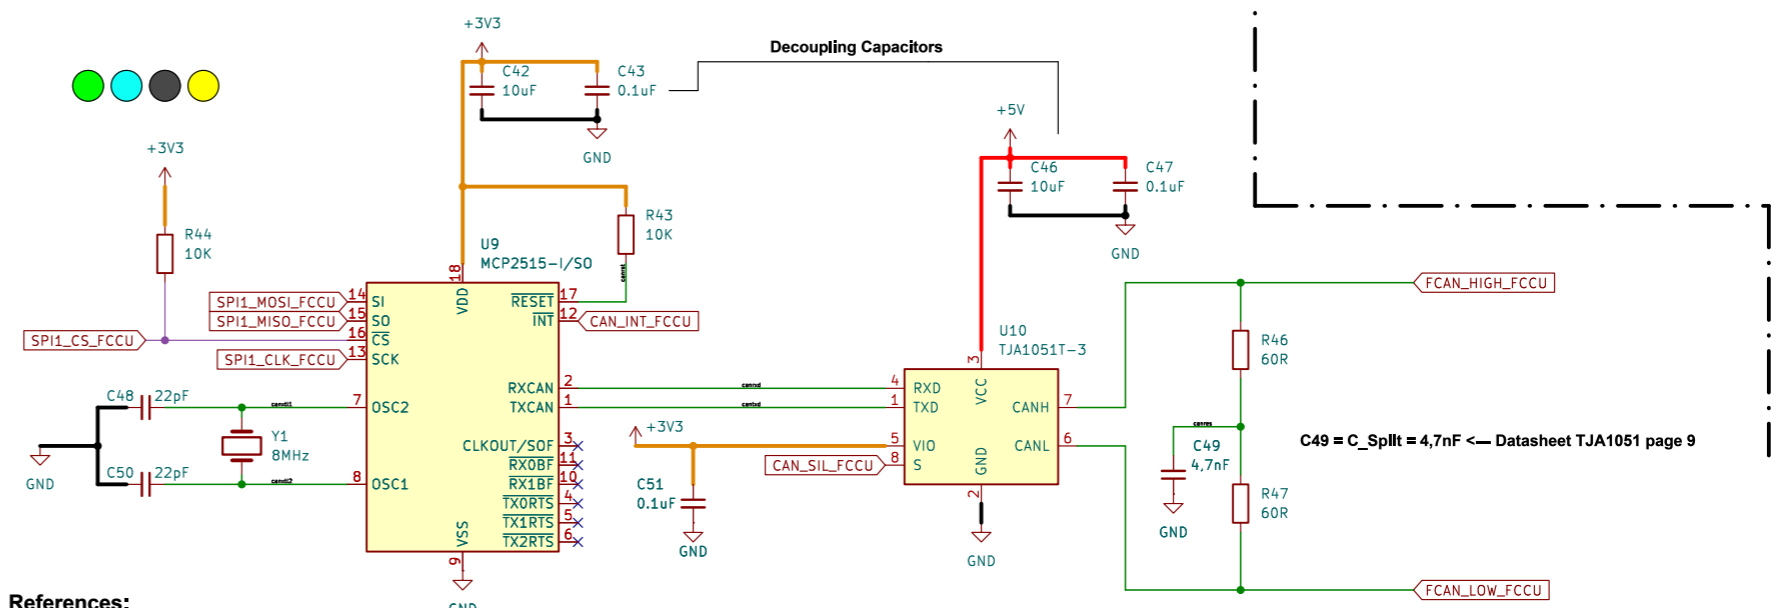 +3V3
Decoupling Capacitors
C42
10uF
C43
0.1uF
GND
+5V
C46
10uF
C47
0.1uF
GND
+3V3
R44
10K
R43
10K
canrst
U9
MCP2515-I/SO
18
VDD
SPI1_MOSI_FCCU
14
SI
RESET
17
SPI1_MISO_FCCU
15
SO
INT
12
CAN_INT_FCCU
SPI1_CS_FCCU
16
CS
SPI1_CLK_FCCU
13
SCK
RXCAN
2
canrxd
TXCAN
1
cantxd
C48
22pF
7
OSC2
Y1
8MHz
CLKOUT/SOF
3
RX0BF
11
C50
22pF
8
OSC1
RX1BF
10
TX0RTS
4
TX1RTS
5
TX2RTS
6
GND
VSS
9
GND
U10
TJA1051T-3
3
VCC
4
RXD
1
TXD
CANH
7
+3V3
5
VIO
CANL
6
CAN_SIL_FCCU
8
S
GND
2
GND
C51
0.1uF
GND
FCAN_HIGH_FCCU
R46
60R
canres
C49
4,7nF
GND
C49 = C_Split = 4,7nF <--- Datasheet TJA1051 page 9
R47
60R
FCAN_LOW_FCCU
References: